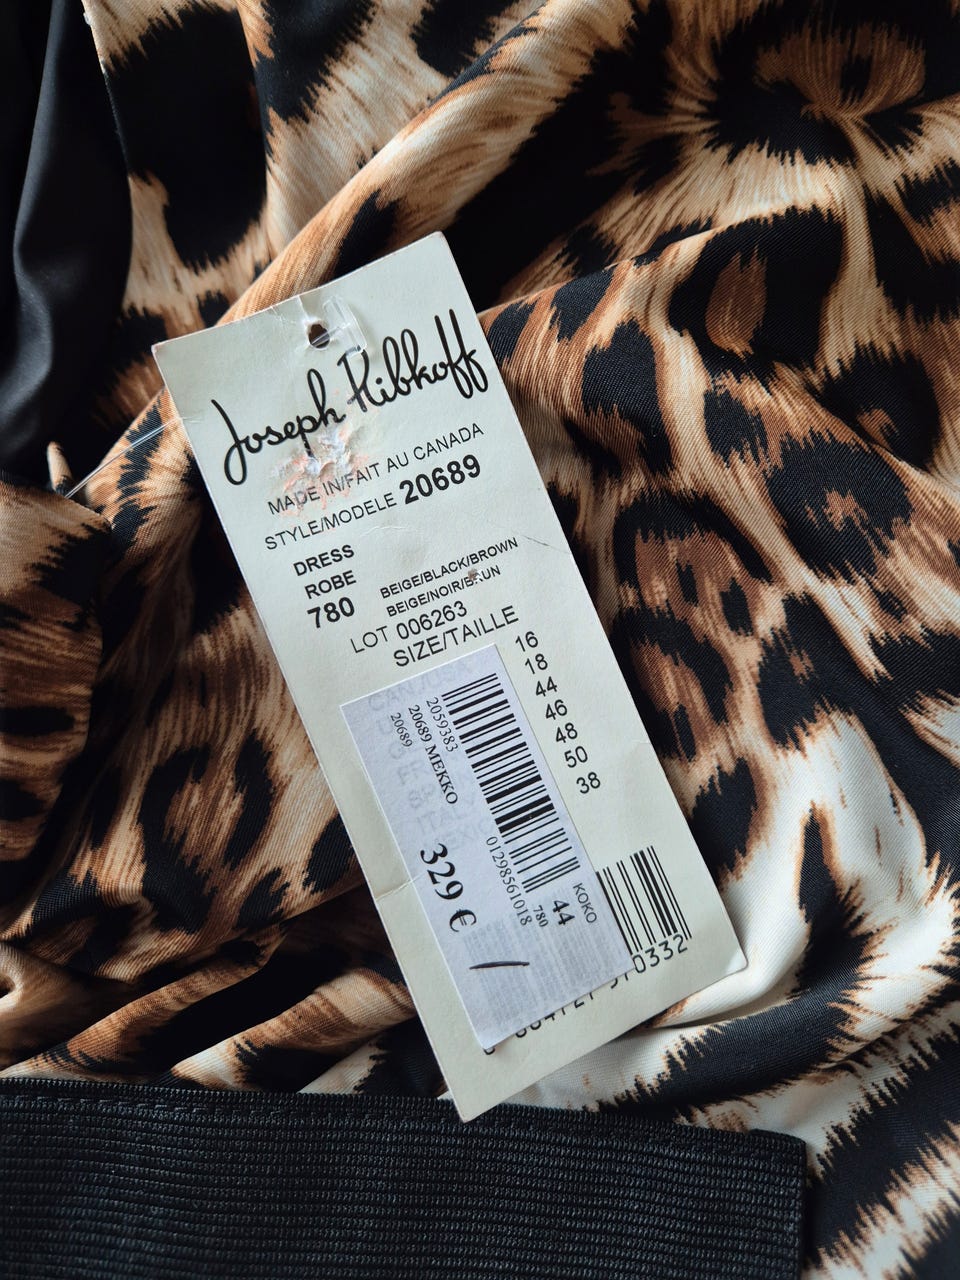 Joseph Ribkoff
MADE IN/FAIT AU CANADA
STYLE/MODELE 20689
DRESS
ROBE
780
BEIGE/BLACK/BROWN
BEIGE/NOIR/BRUN
LOT 006263
SIZE/TAILLE
16
18
44
46
48
50
38
2059383
20689 MEKKO
20689
329 €
01298561018
780
44
KOKO
0332